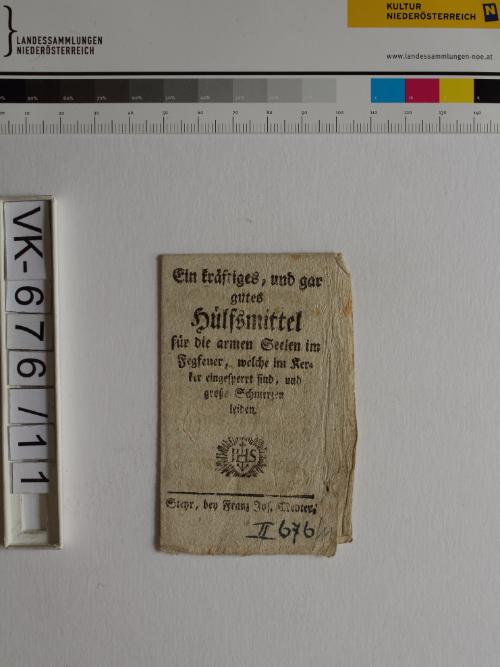 LANDESSAMMLUNGEN
NIEDERÖSTERREICH
KULTUR
NIEDERÖSTERREICH
N
www.landessammlungen-noe.at
VK-676/11
Ein kräftiges, und gar
gutes
Hülfsmittel
für die armen Seelen im
Fegfeuer, welche im Ker-
ker eingesperrt sind, und
große Schmerzen
leiden.
IHS
Steyr, bey Franz Jos. Medter.
II 676